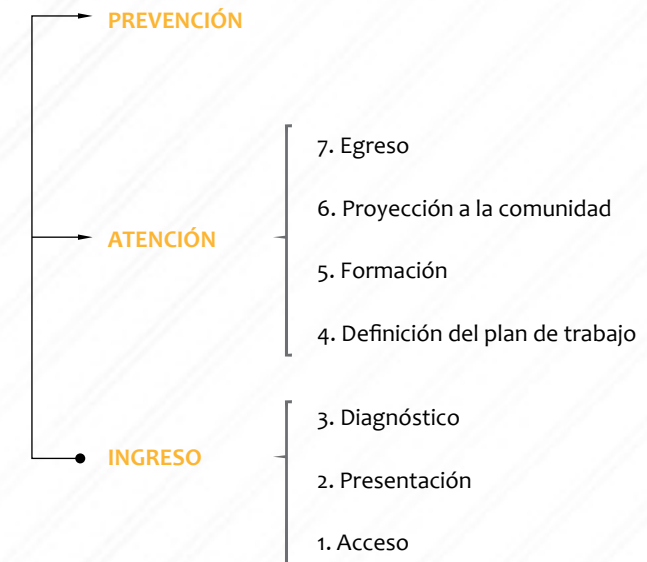 PREVENCIÓN
7. Egreso
6. Proyección a la comunidad
ATENCIÓN
5. Formación
4. Definición del plan de trabajo
3. Diagnóstico
INGRESO
2. Presentación
1. Acceso